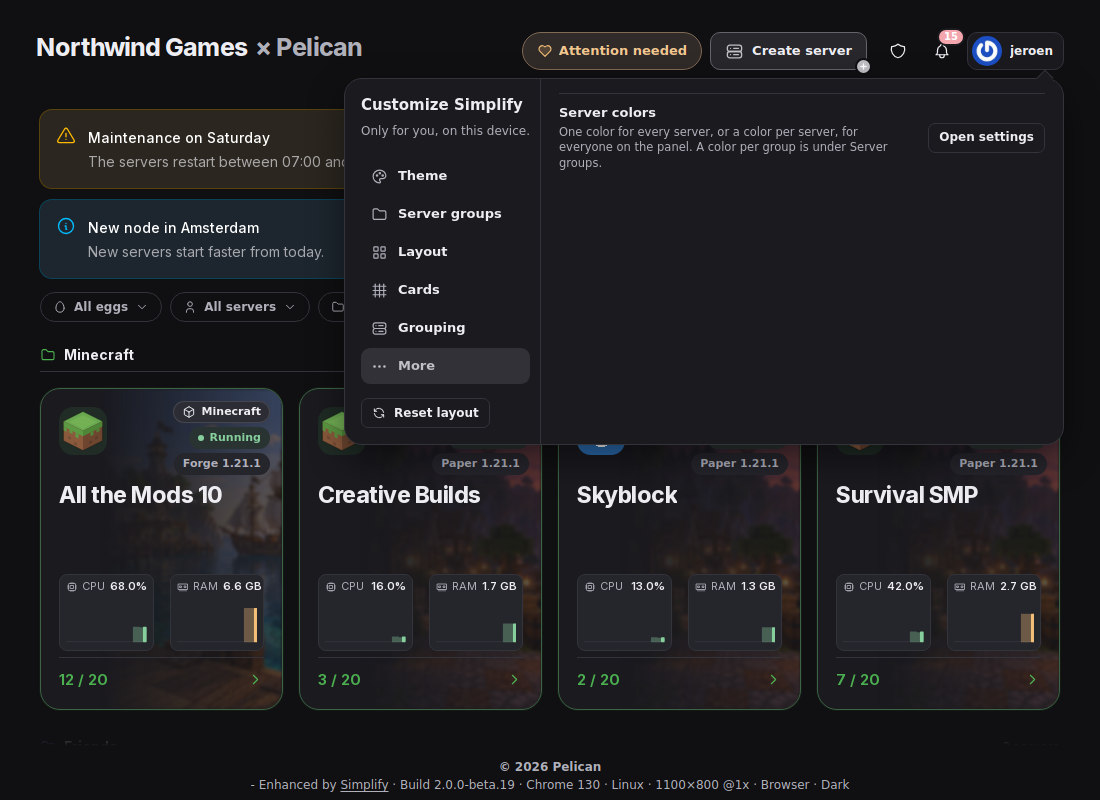 Northwind Games × Pelican
Attention needed
Create server
15
jeroen
Maintenance on Saturday
The servers restart between 07:00 and
New node in Amsterdam
New servers start faster from today.
All eggs
All servers
Customize Simplify
Only for you, on this device.
Theme
Server groups
Layout
Cards
Grouping
More
Reset layout
Server colors
One color for every server, or a color per server, for
everyone on the panel. A color per group is under Server
groups.
Open settings
Minecraft
Minecraft
Running
Forge 1.21.1
All the Mods 10
CPU 68.0%
RAM 6.6 GB
12 / 20
Paper 1.21.1
Creative Builds
CPU 16.0%
RAM 1.7 GB
3 / 20
Paper 1.21.1
Skyblock
CPU 13.0%
RAM 1.3 GB
2 / 20
Paper 1.21.1
Survival SMP
CPU 42.0%
RAM 2.7 GB
7 / 20
Friends
© 2026 Pelican
- Enhanced by Simplify · Build 2.0.0-beta.19 · Chrome 130 · Linux · 1100×800 @1x · Browser · Dark